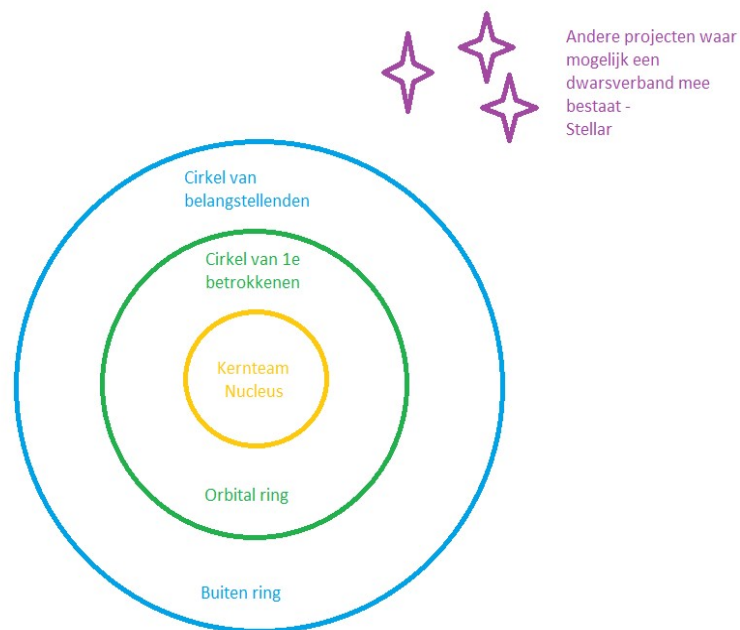 Andere projecten waar
mogelijk een
dwarsverband mee
bestaat -
Stellar
Cirkel van
belangstellenden
Cirkel van 1e
betrokkenen
Kernteam
Nucleus
Orbital ring
Buiten ring